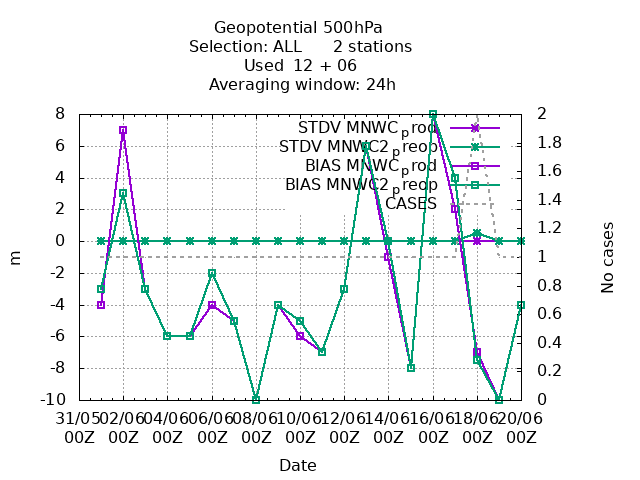 Geopotential 500hPa
Selection: ALL 2 stations
Used 12 + 06
Averaging window: 24h
STDV MNWC_prod
STDV MNWC2_preop
BIAS MNWC_prod
BIAS MNWC2_preop
CASES
8
6
4
2
0
-2
-4
-6
-8
-10
m
2
1.8
1.6
1.4
1.2
1
0.8
0.6
0.4
0.2
0
No cases
31/05 02/06 04/06 06/06 08/06 10/06 12/06 14/06 16/06 18/06 20/06
00Z 00Z 00Z 00Z 00Z 00Z 00Z 00Z 00Z 00Z 00Z
Date